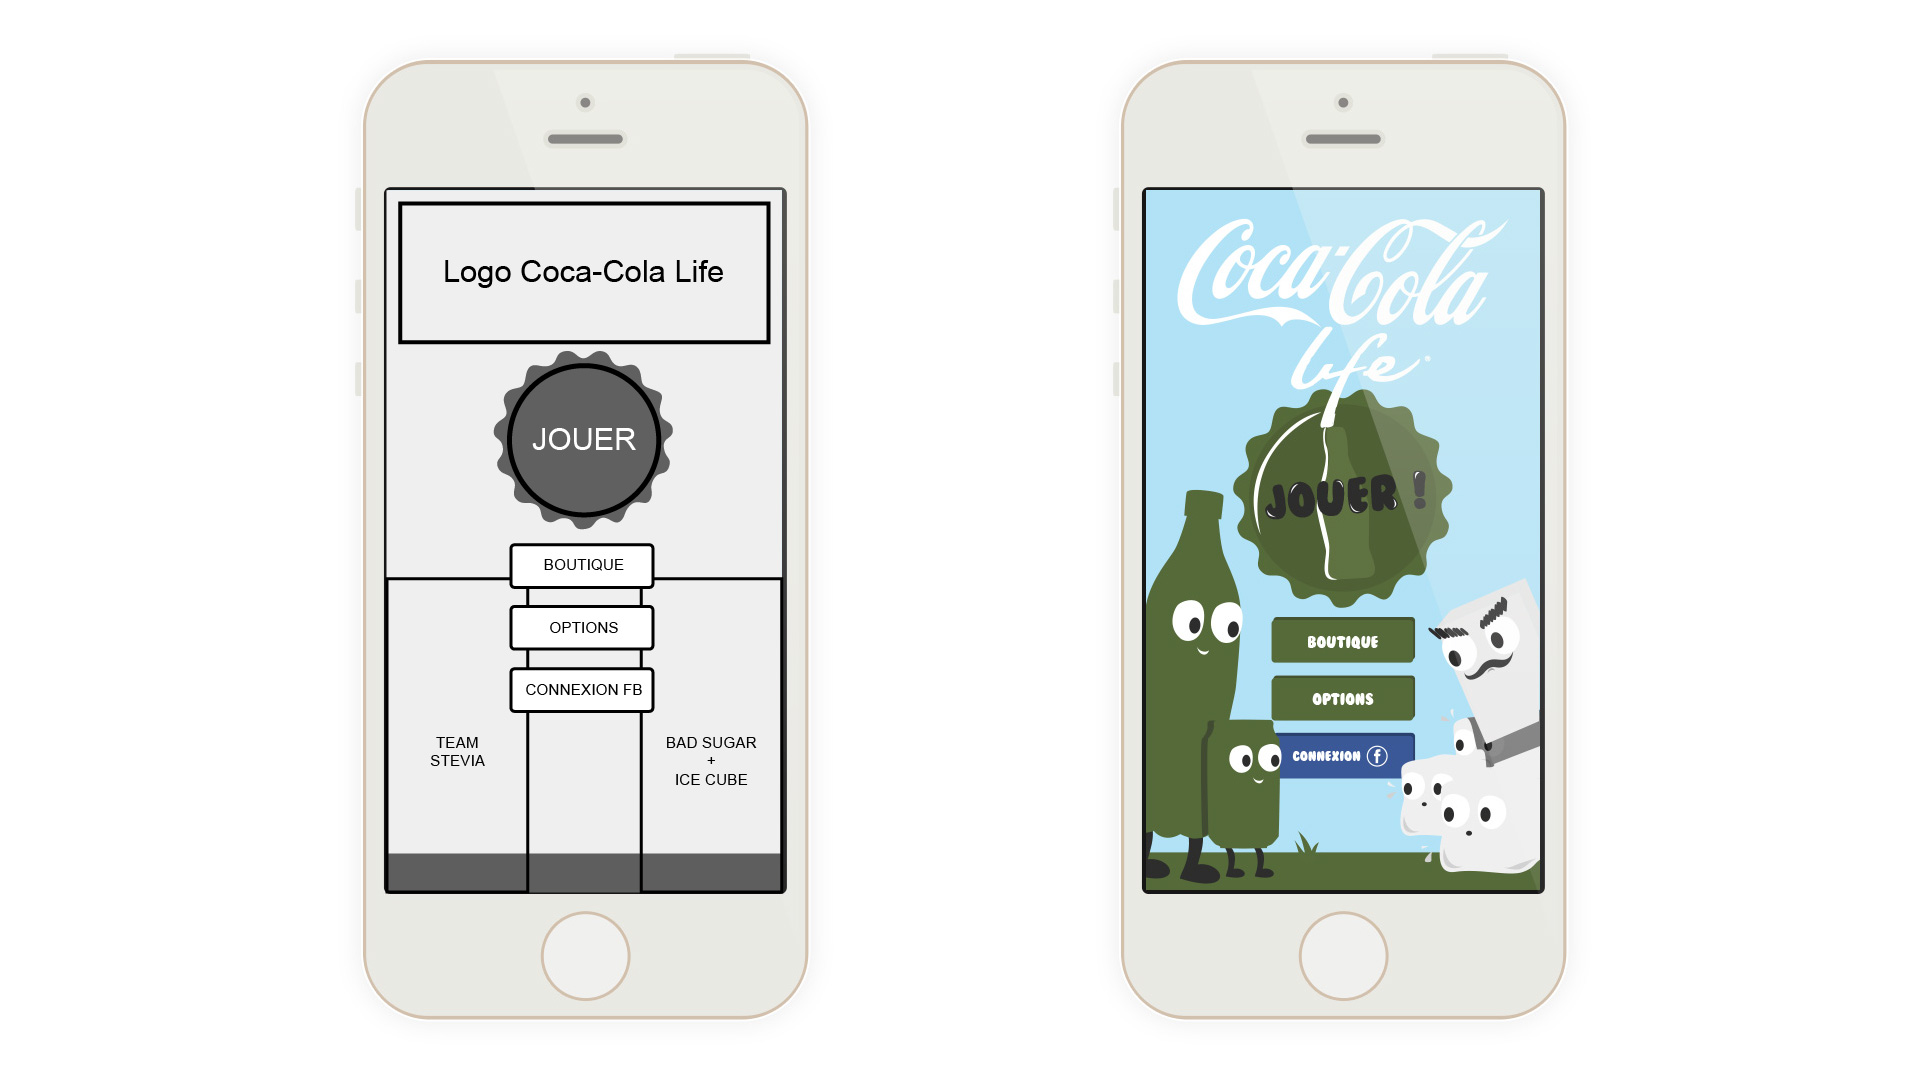 Logo Coca-Cola Life
JOUER
BOUTIQUE
OPTIONS
CONNEXION FB
TEAM
STEVIA
BAD SUGAR
+
ICE CUBE
Coca-Cola
life
JOUER !
BOUTIQUE
OPTIONS
CONNEXION f